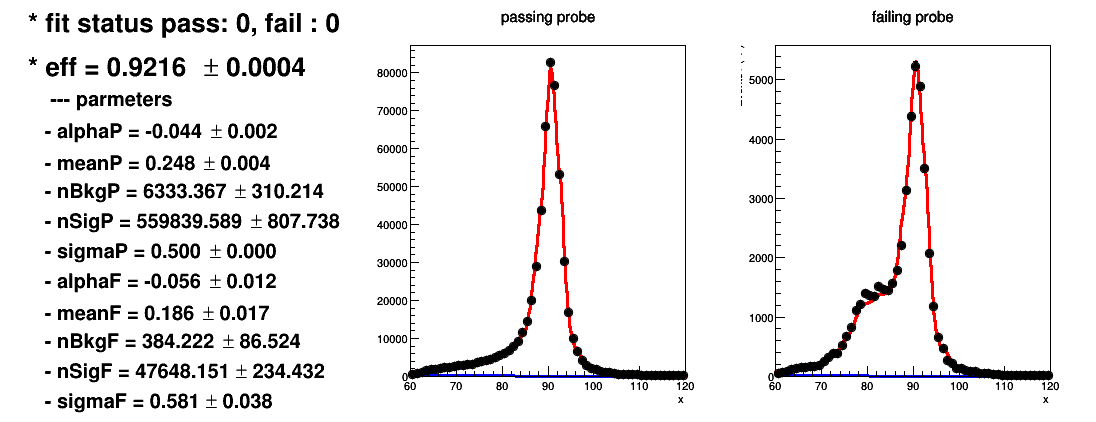 * fit status pass: 0, fail : 0
* eff = 0.9216 ± 0.0004
--- parmeters
- alphaP = -0.044 ± 0.002
- meanP = 0.248 ± 0.004
- nBkgP = 6333.367 ± 310.214
- nSigP = 559839.589 ± 807.738
- sigmaP = 0.500 ± 0.000
- alphaF = -0.056 ± 0.012
- meanF = 0.186 ± 0.017
- nBkgF = 384.222 ± 86.524
- nSigF = 47648.151 ± 234.432
- sigmaF = 0.581 ± 0.038
passing probe
80000
70000
60000
50000
40000
30000
20000
10000
0
60 70 80 90 100 110 120
x
failing probe
5000
4000
3000
2000
1000
0
60 70 80 90 100 110 120
x